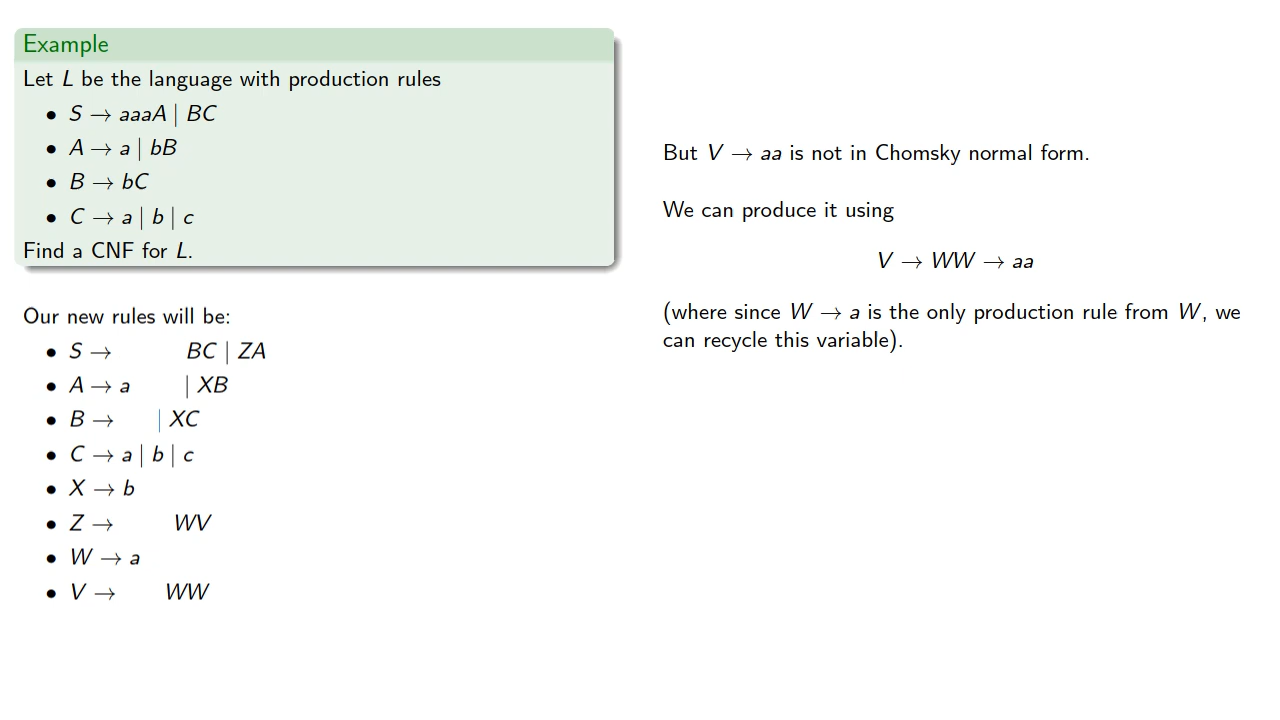 Example
Let L be the language with production rules
• S → aaaA | BC
• A → a | bB
• B → bC
• C → a | b | c
Find a CNF for L.
Our new rules will be:
• S → BC | ZA
• A → a | XB
• B → | XC
• C → a | b | c
• X → b
• Z → WV
• W → a
• V → WW
But V → aa is not in Chomsky normal form.
We can produce it using
V → WW → aa
(where since W → a is the only production rule from W, we
can recycle this variable).